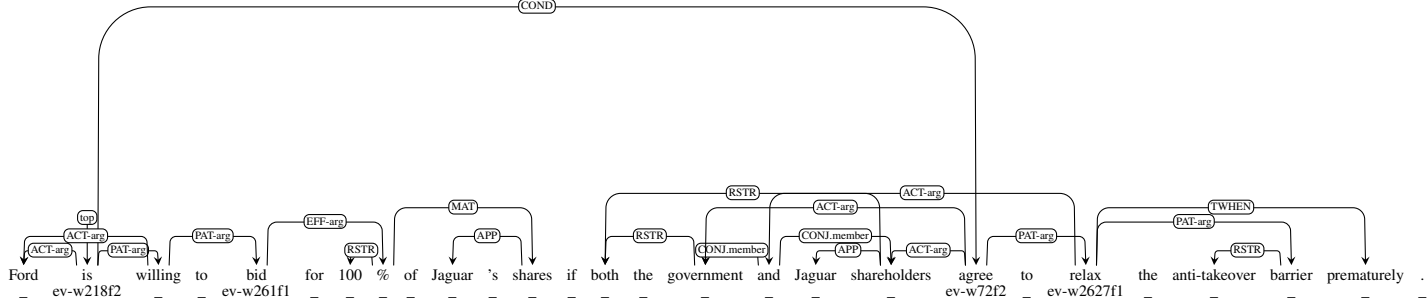 COND
RSTR ACT-arg
MAT ACT-arg TWHEN
top EFF-arg PAT-arg
ACT-arg PAT-arg RSTR CONJ.member PAT-arg
ACT-arg PAT-arg RSTR APP CONJ.member APP ACT-arg RSTR
Ford is willing to bid for 100 % of Jaguar 's shares if both the government and Jaguar shareholders agree to relax the anti-takeover barrier prematurely .
_ ev-w218f2 _ _ ev-w261f1 _ _ _ _ _ _ _ _ _ _ _ _ _ _ ev-w72f2 _ ev-w2627f1 _ _ _ _ _